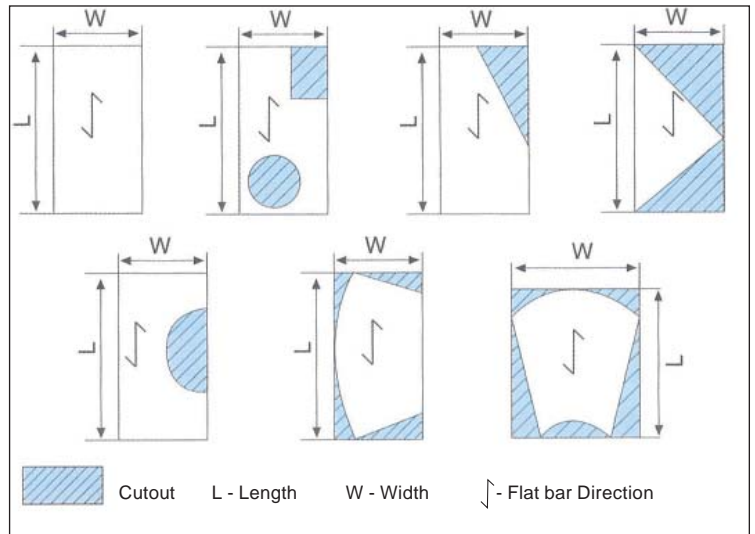 W W W W
L L L L
W W W
L L L
Cutout L - Length W - Width - Flat bar Direction